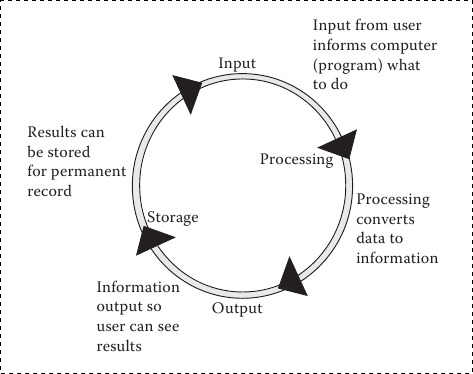 Input from user
informs computer
(program) what
to do
Input
Processing
Processing
converts
data to
information
Output
Information
output so
user can see
results
Storage
Results can
be stored
for permanent
record